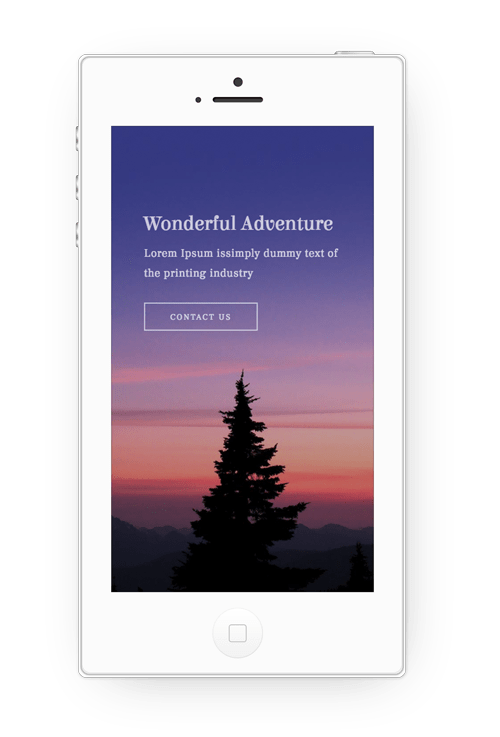 Wonderful Adventure
Lorem Ipsum issimply dummy text of
the printing industry
CONTACT US